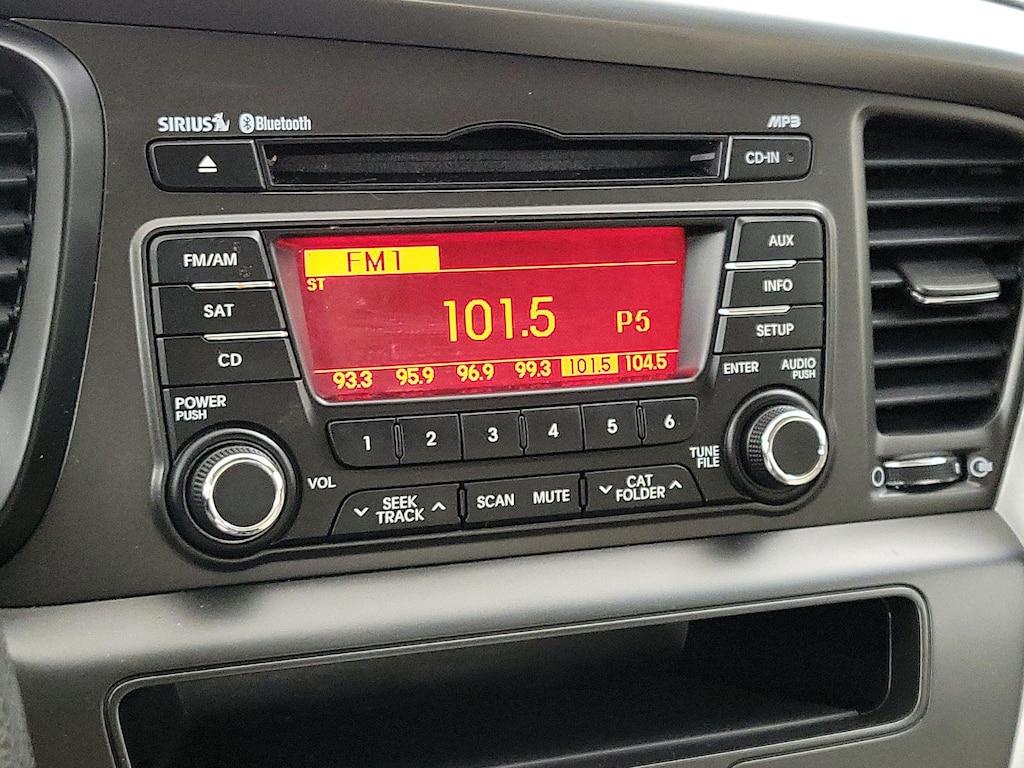 SIRIUS Bluetooth MP3
CD-IN
FM/AM
SAT
CD
FM1
ST
101.5 P5
93.3 95.9 96.9 99.3 101.5 104.5
AUX
INFO
SETUP
POWER
PUSH
VOL
1 2 3 4 5 6
ENTER AUDIO
PUSH
TUNE
FILE
SEEK
TRACK
SCAN MUTE
CAT
FOLDER
0